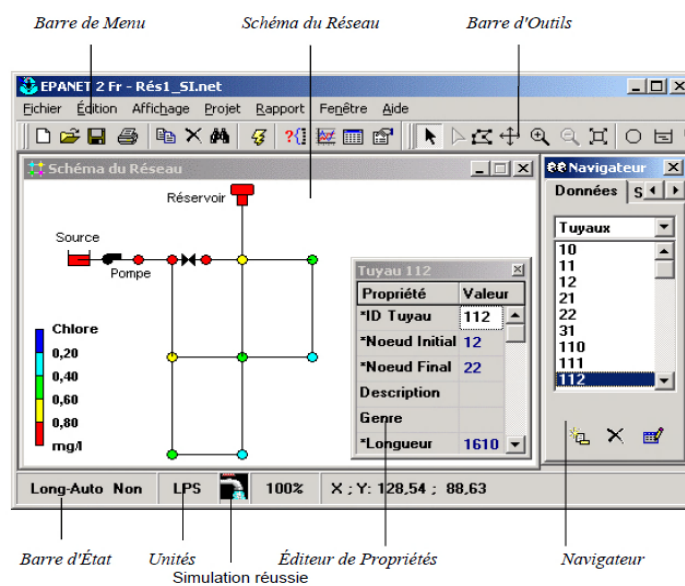 Barre de Menu
Schéma du Réseau
Barre d'Outils
EPANET 2 Fr - Rés1_SI.net
Fichier Édition Affichage Projet Rapport Fenêtre Aide
Schéma du Réseau
Navigateur
Données S
Réservoir
Source
Pompe
Tuyaux
10
11
12
21
22
31
110
111
112
Tuyau 112
Propriété Valeur
*ID Tuyau 112
*Noeud Initial 12
*Noeud Final 22
Description
Genre
*Longueur 1610
Chlore
0,20
0,40
0,60
0,80
mg/l
Long-Auto Non LPS 100% X ; Y: 128,54 ; 88,63
Barre d'État
Unités
Éditeur de Propriétés
Navigateur
Simulation réussie